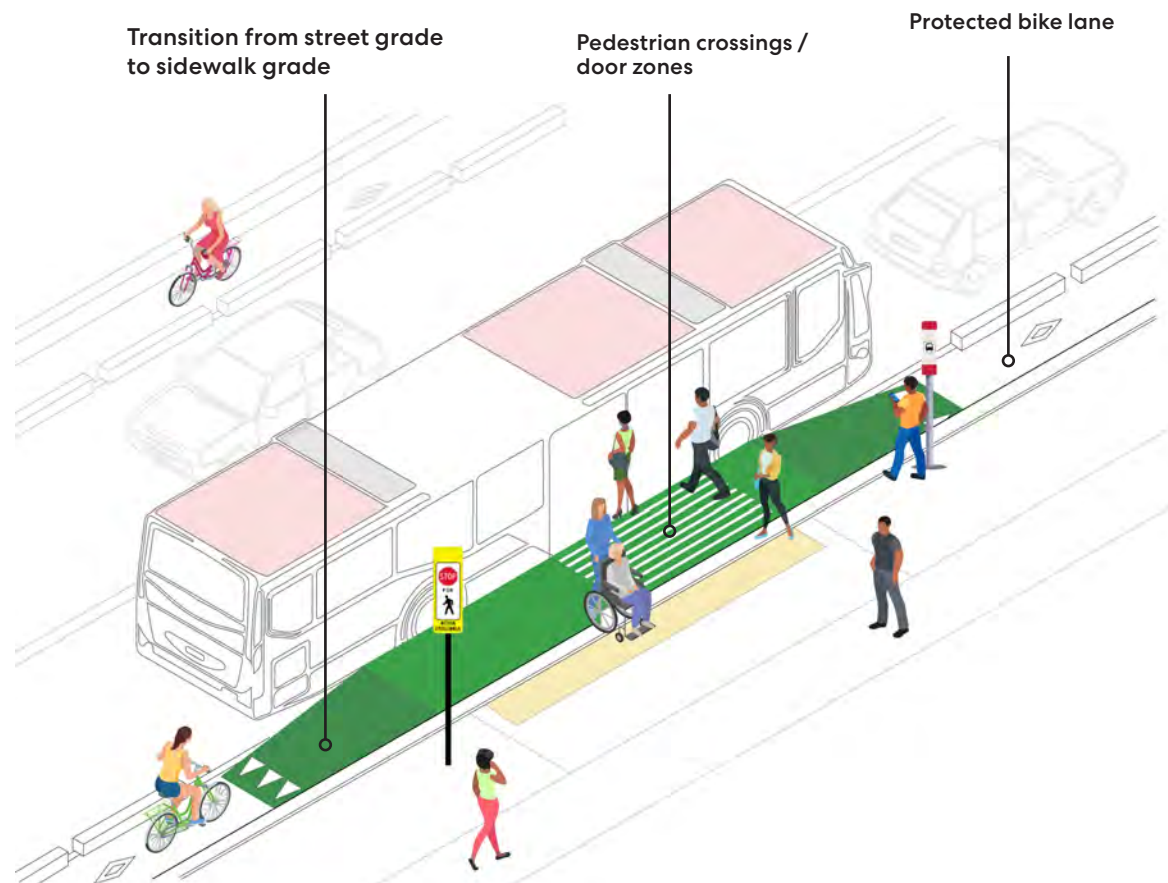 Transition from street grade
to sidewalk grade
Pedestrian crossings /
door zones
Protected bike lane
STOP
FOR